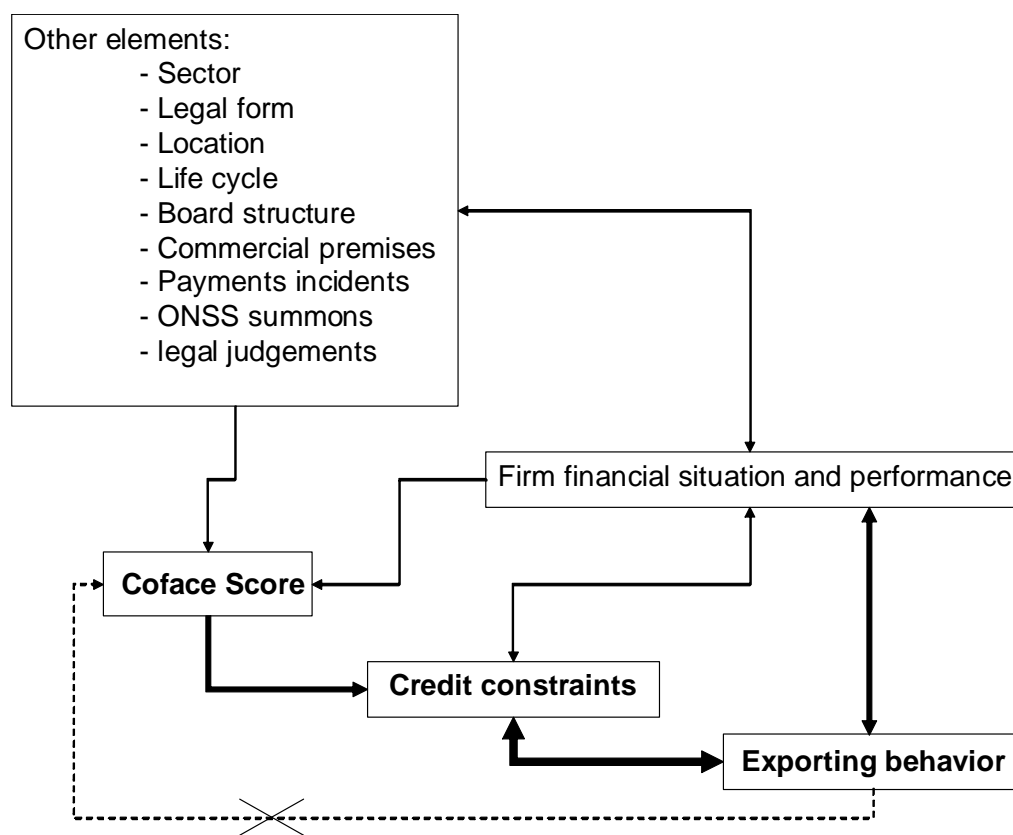 Other elements:
- Sector
- Legal form
- Location
- Life cycle
- Board structure
- Commercial premises
- Payments incidents
- ONSS summons
- legal judgements
Firm financial situation and performance
Coface Score
Credit constraints
Exporting behavior